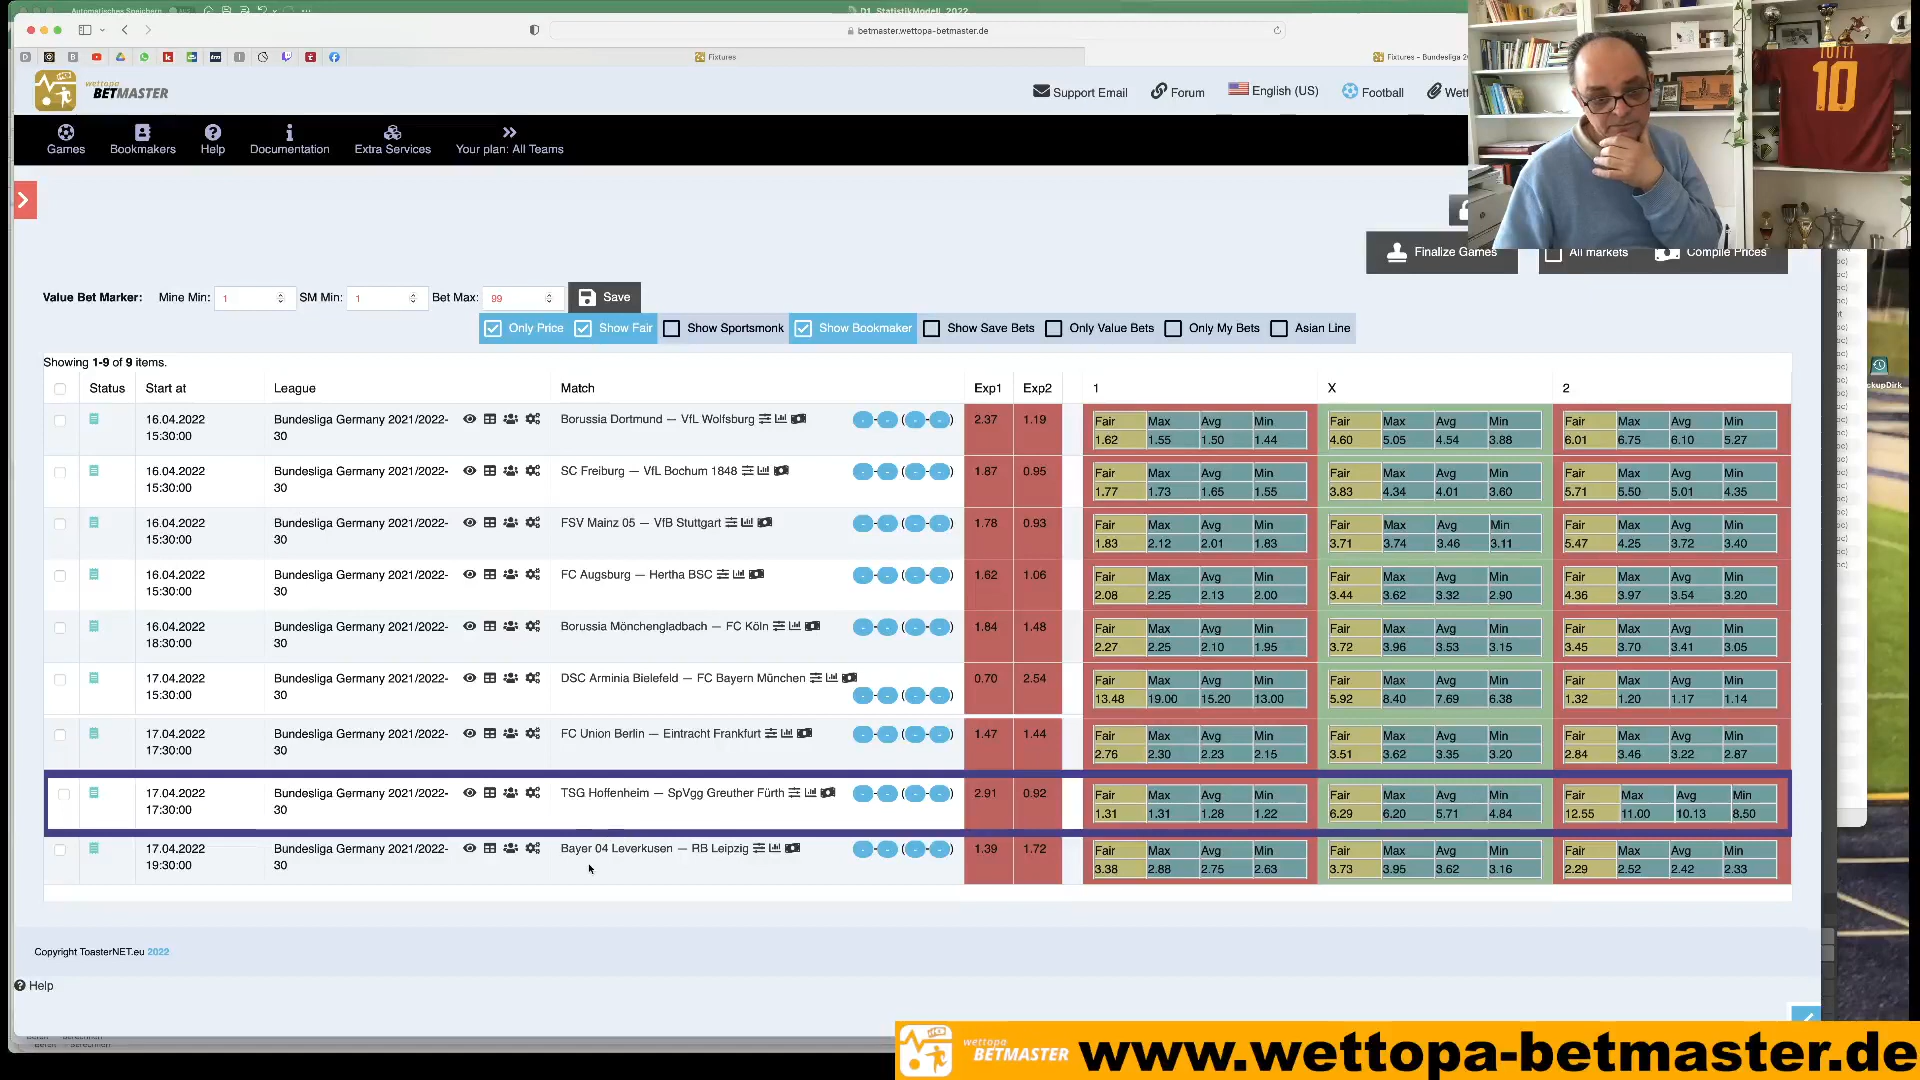 Automatisches Speichern
D1_StatistikModell_2022
betmaster.wettopa-betmaster.de
Fixtures
Fixtures – Bundesliga 2
wettopa
BETMASTER
Support Email Forum English (US) Football Wett
Games Bookmakers Help Documentation Extra Services Your plan: All Teams
Finalize Games All markets Compile Prices
TOTTI
10
Value Bet Marker: Mine Min: 1 SM Min: 1 Bet Max: 99 Save
Only Price Show Fair Show Sportsmonk Show Bookmaker Show Save Bets Only Value Bets Only My Bets Asian Line
Showing 1-9 of 9 items.
Status Start at League Match Exp1 Exp2 1 X 2
16.04.2022 Bundesliga Germany 2021/2022- Borussia Dortmund — VfL Wolfsburg - - - - ( - - - ) 2.37 1.19 Fair Max Avg Min Fair Max Avg Min Fair Max Avg Min
15:30:00 30 1.62 1.55 1.50 1.44 4.60 5.05 4.54 3.88 6.01 6.75 6.10 5.27
16.04.2022 Bundesliga Germany 2021/2022- SC Freiburg — VfL Bochum 1848 - - - ( - - - ) 1.87 0.95 Fair Max Avg Min Fair Max Avg Min Fair Max Avg Min
15:30:00 30 1.77 1.73 1.65 1.55 3.83 4.34 4.01 3.60 5.71 5.50 5.01 4.35
16.04.2022 Bundesliga Germany 2021/2022- FSV Mainz 05 — VfB Stuttgart - - - ( - - - ) 1.78 0.93 Fair Max Avg Min Fair Max Avg Min Fair Max Avg Min
15:30:00 30 1.83 2.12 2.01 1.83 3.71 3.74 3.46 3.11 5.47 4.25 3.72 3.40
16.04.2022 Bundesliga Germany 2021/2022- FC Augsburg — Hertha BSC - - - ( - - - ) 1.62 1.06 Fair Max Avg Min Fair Max Avg Min Fair Max Avg Min
15:30:00 30 2.08 2.25 2.13 2.00 3.44 3.62 3.32 2.90 4.36 3.97 3.54 3.20
16.04.2022 Bundesliga Germany 2021/2022- Borussia Mönchengladbach — FC Köln - - - ( - - - ) 1.84 1.48 Fair Max Avg Min Fair Max Avg Min Fair Max Avg Min
18:30:00 30 2.27 2.25 2.10 1.95 3.72 3.96 3.53 3.15 3.45 3.70 3.41 3.05
17.04.2022 Bundesliga Germany 2021/2022- DSC Arminia Bielefeld — FC Bayern München 0.70 2.54 Fair Max Avg Min Fair Max Avg Min Fair Max Avg Min
15:30:00 30 - - - ( - - - ) 13.48 19.00 15.20 13.00 5.92 8.40 7.69 6.38 1.32 1.20 1.17 1.14
17.04.2022 Bundesliga Germany 2021/2022- FC Union Berlin — Eintracht Frankfurt - - - ( - - - ) 1.47 1.44 Fair Max Avg Min Fair Max Avg Min Fair Max Avg Min
17:30:00 30 2.76 2.30 2.23 2.15 3.51 3.62 3.35 3.20 2.84 3.46 3.22 2.87
17.04.2022 Bundesliga Germany 2021/2022- TSG Hoffenheim — SpVgg Greuther Fürth - - - ( - - - ) 2.91 0.92 Fair Max Avg Min Fair Max Avg Min Fair Max Avg Min
17:30:00 30 1.31 1.31 1.28 1.22 6.29 6.20 5.71 4.84 12.55 11.00 10.13 8.50
17.04.2022 Bundesliga Germany 2021/2022- Bayer 04 Leverkusen — RB Leipzig - - - ( - - - ) 1.39 1.72 Fair Max Avg Min Fair Max Avg Min Fair Max Avg Min
19:30:00 30 3.38 2.88 2.75 2.63 3.73 3.95 3.62 3.16 2.29 2.52 2.42 2.33
Copyright ToasterNET.eu 2022
Help
ckupDirk
wettopa
BETMASTER
www.wettopa-betmaster.de